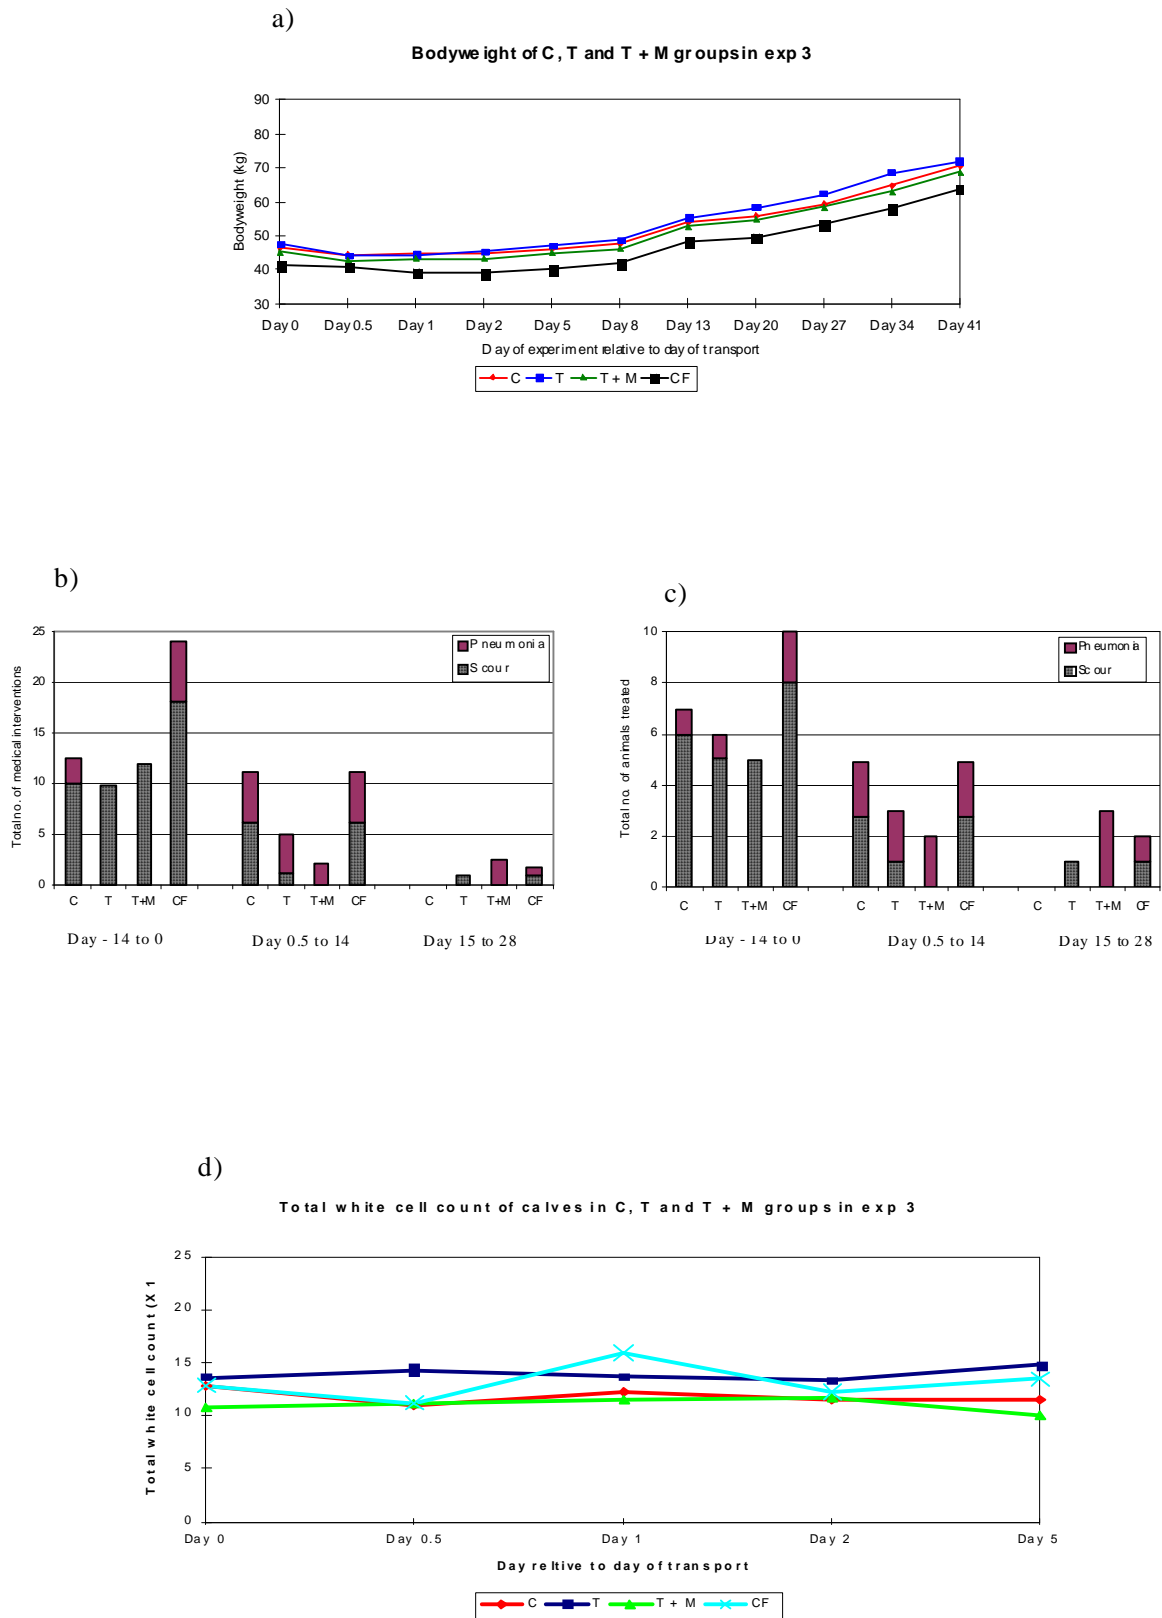 a)
Bodyweight of C, T and T + M groups in exp 3
90
80
70
60
50
40
30
Bodyweight (kg)
Day 0 Day 0.5 Day 1 Day 2 Day 5 Day 8 Day 13 Day 20 Day 27 Day 34 Day 41
Day of experiment relative to day of transport
C T T + M CF
b)
25
20
15
10
5
0
Total no. of medical interventions
Pneumonia
Scour
C T T+M CF C T T+M CF C T T+M CF
Day - 14 to 0 Day 0.5 to 14 Day 15 to 28
c)
10
8
6
4
2
0
Total no. of animals treated
Pneumonia
Scour
C T T+M CF C T T+M CF C T T+M CF
Day - 14 to 0 Day 0.5 to 14 Day 15 to 28
d)
Total white cell count of calves in C, T and T + M groups in exp 3
25
20
15
10
5
0
Total white cell count (X 1
Day 0 Day 0.5 Day 1 Day 2 Day 5
Day reltive to day of transport
C T T + M CF